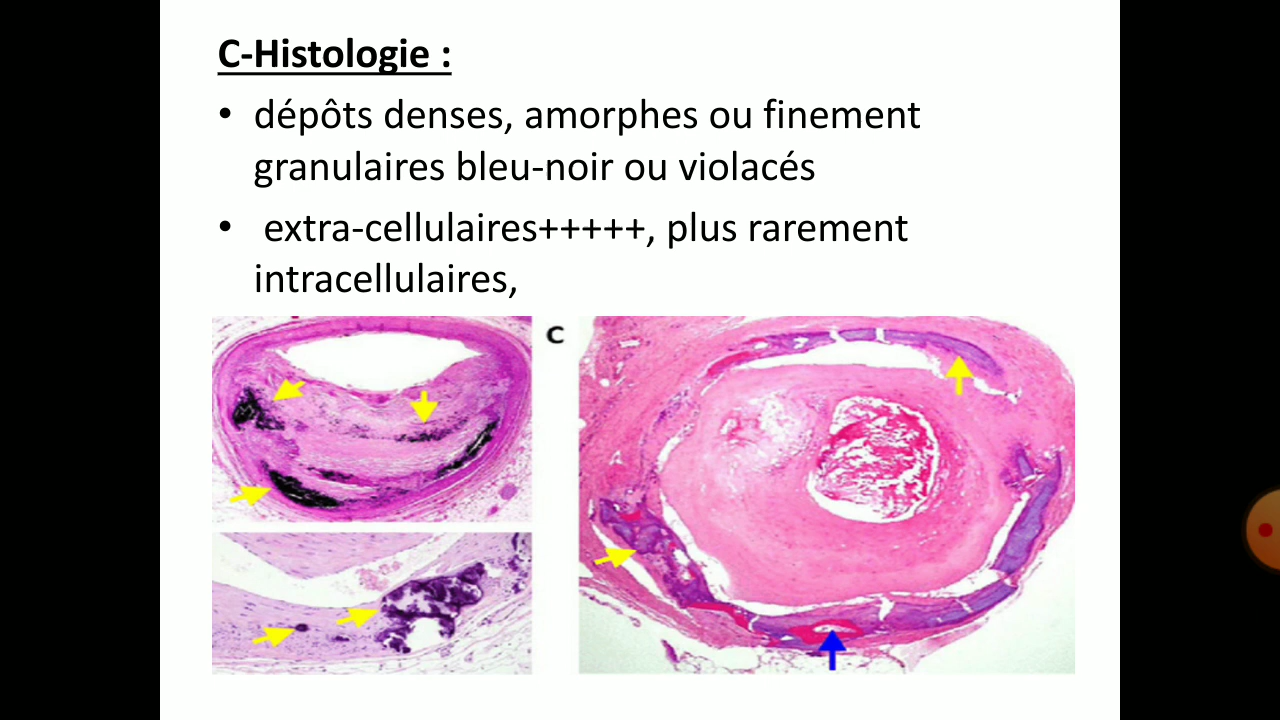 C-Histologie :
• dépôts denses, amorphes ou finement
granulaires bleu-noir ou violacés
• extra-cellulaires+++++, plus rarement
intracellulaires,
C